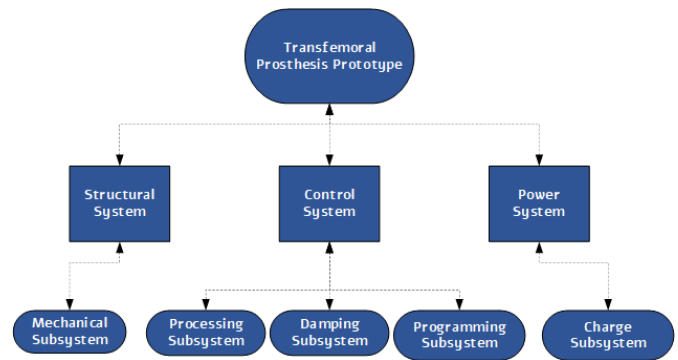 Transfemoral
Prosthesis Prototype
Structural
System
Control
System
Power
System
Mechanical
Subsystem
Processing
Subsystem
Damping
Subsystem
Programming
Subsystem
Charge
Subsystem